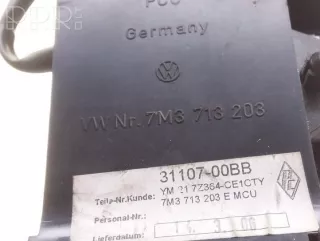 PCC
Germany
VW Nr. 7M3 713 203
31107-00BB
Teile-Nr.Kunde: YM 21 7Z364-CE1CTY
7M3 713 203 E MCU
Personal-Nr.:
Lieferdatum: